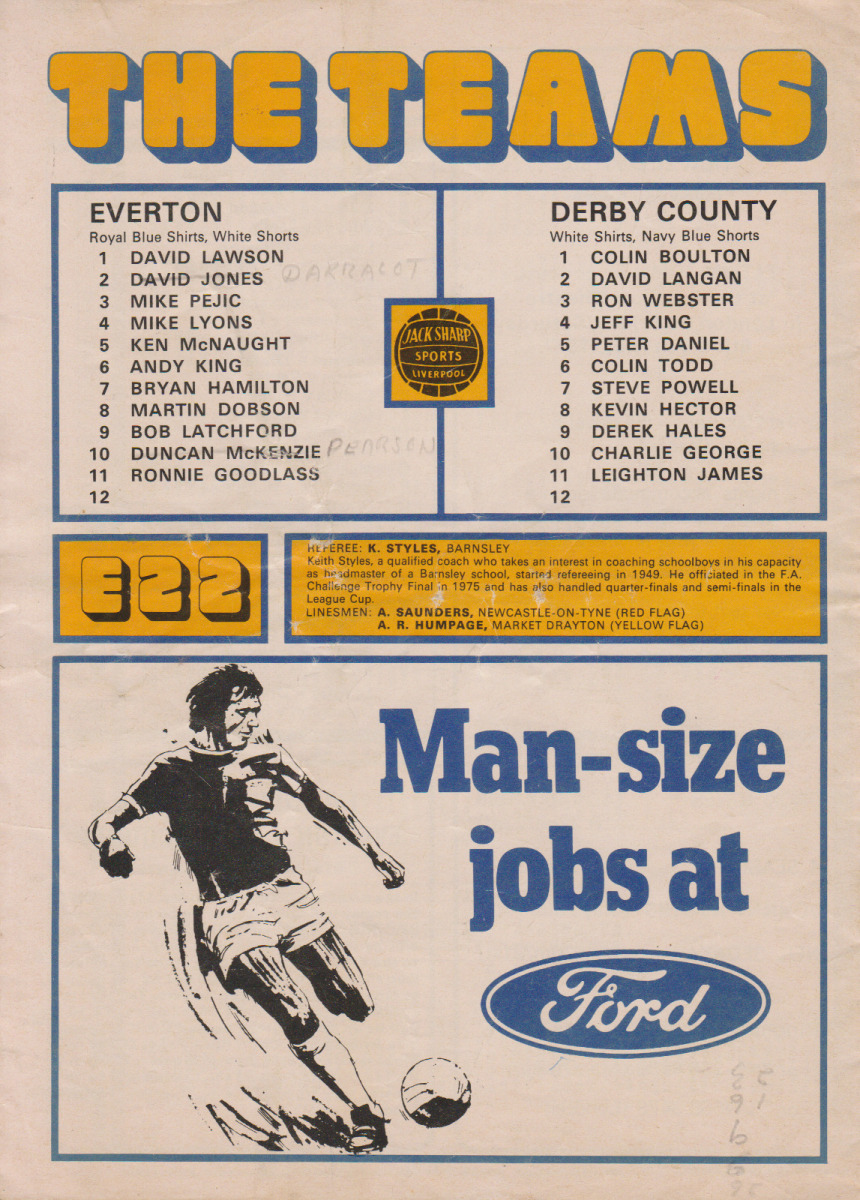 THE TEAMS
EVERTON
Royal Blue Shirts, White Shorts
1 DAVID LAWSON
2 DAVID JONES
3 MIKE PEJIC
4 MIKE LYONS
5 KEN McNAUGHT
6 ANDY KING
7 BRYAN HAMILTON
8 MARTIN DOBSON
9 BOB LATCHFORD
10 DUNCAN McKENZIE PEARSON
11 RONNIE GOODLASS
12
JACK SHARP
SPORTS
LIVERPOOL
DERBY COUNTY
White Shirts, Navy Blue Shorts
1 COLIN BOULTON
2 DAVID LANGAN
3 RON WEBSTER
4 JEFF KING
5 PETER DANIEL
6 COLIN TODD
7 STEVE POWELL
8 KEVIN HECTOR
9 DEREK HALES
10 CHARLIE GEORGE
11 LEIGHTON JAMES
12
E22
REFEREE: K. STYLES, BARNSLEY
Keith Styles, a qualified coach who takes an interest in coaching schoolboys in his capacity
as headmaster of a Barnsley school, started refereeing in 1949. He officiated in the F.A.
Challenge Trophy Final in 1975 and has also handled quarter-finals and semi-finals in the
League Cup.
LINESMEN: A. SAUNDERS, NEWCASTLE-ON-TYNE (RED FLAG)
A. R. HUMPAGE, MARKET DRAYTON (YELLOW FLAG)
Man-size
jobs at
Ford